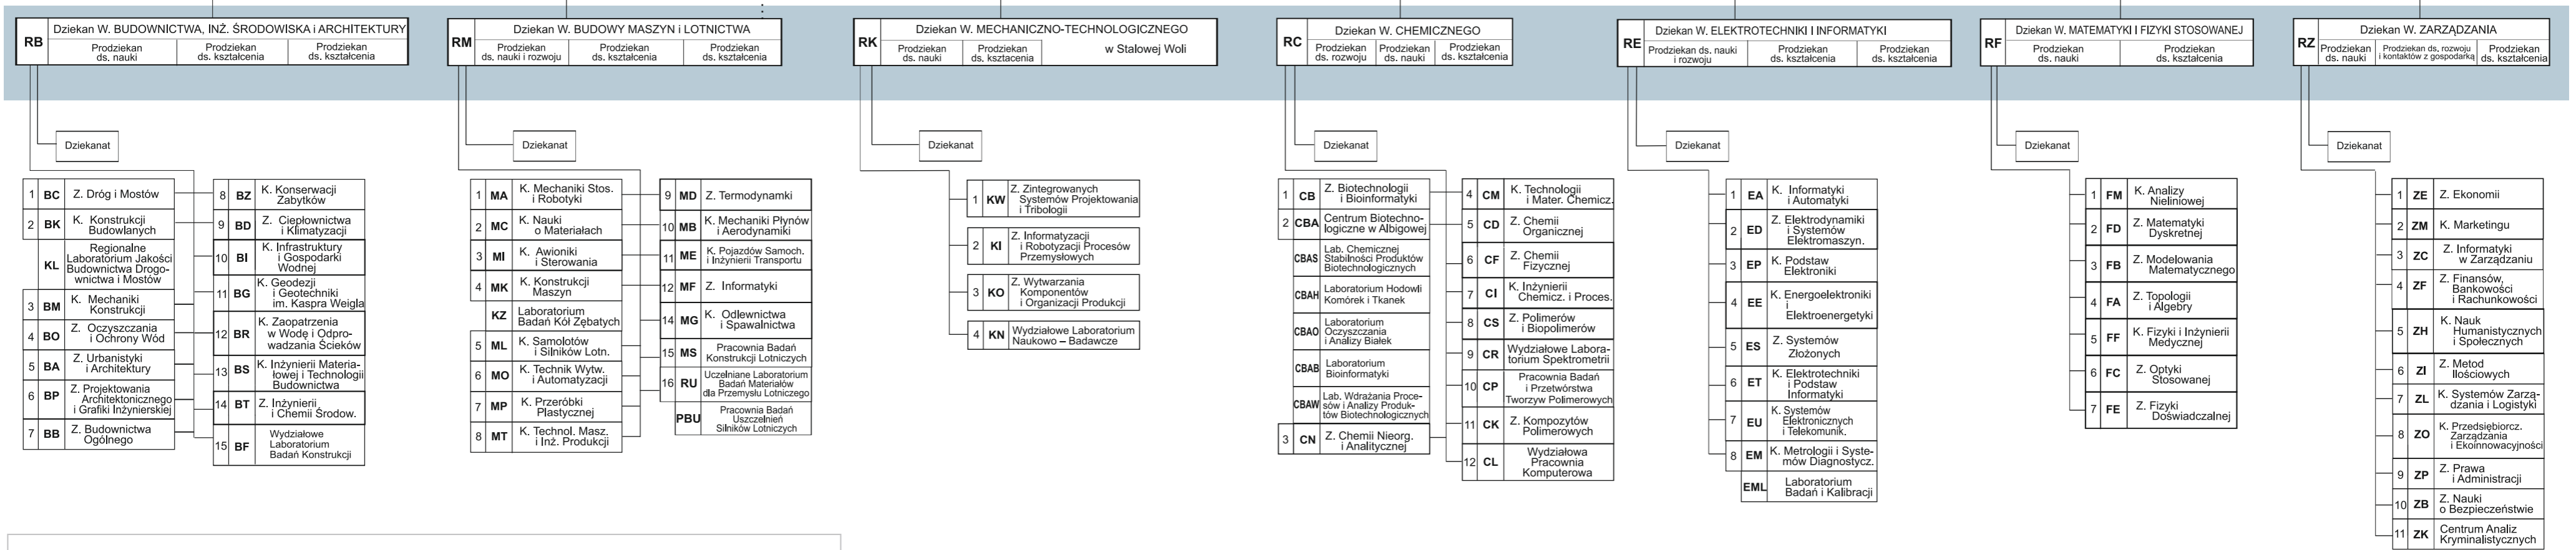 RB
Dziekan W. BUDOWNICTWA, INŻ. ŚRODOWISKA i ARCHITEKTURY
Prodziekan
ds. nauki
Prodziekan
ds. kształcenia
Prodziekan
ds. kształcenia
Dziekanat
1 BC Z. Dróg i Mostów
2 BK K. Konstrukcji
Budowlanych
KL Regionalne
Laboratorium Jakości
Budownictwa Drogo-
wnictwa i Mostów
3 BM K. Mechaniki
Konstrukcji
4 BO Z. Oczyszczania
i Ochrony Wód
5 BA Z. Urbanistyki
i Architektury
6 BP Z. Projektowania
Architektonicznego
i Grafiki Inżynierskiej
7 BB Z. Budownictwa
Ogólnego
8 BZ K. Konserwacji
Zabytków
9 BD Z. Ciepłownictwa
i Klimatyzacji
10 BI K. Infrastruktury
i Gospodarki
Wodnej
11 BG K. Geodezji
i Geotechniki
im. Kaspra Weigla
12 BR K. Zaopatrzenia
w Wodę i Odpro-
wadzania Ścieków
13 BS K. Inżynierii Materia-
łowej i Technologii
Budownictwa
14 BT Z. Inżynierii
i Chemii Środow.
15 BF Wydziałowe
Laboratorium
Badań Konstrukcji
RM
Dziekan W. BUDOWY MASZYN i LOTNICTWA
Prodziekan
ds. nauki i rozwoju
Prodziekan
ds. kształcenia
Prodziekan
ds. kształcenia
Dziekanat
1 MA K. Mechaniki Stos.
i Robotyki
2 MC K. Nauki
o Materiałach
3 MI K. Awioniki
i Sterowania
4 MK K. Konstrukcji
Maszyn
KZ Laboratorium
Badań Kół Zębatych
5 ML K. Samolotów
i Silników Lotn.
6 MO K. Technik Wytw.
i Automatyzacji
7 MP K. Przeróbki
Plastycznej
8 MT K. Technol. Masz.
i Inż. Produkcji
9 MD Z. Termodynamki
10 MB K. Mechaniki Płynów
i Aerodynamiki
11 ME K. Pojazdów Samoch.
i Inżynierii Transportu
12 MF Z. Informatyki
14 MG K. Odlewnictwa
i Spawalnictwa
15 MS Pracownia Badań
Konstrukcji Lotniczych
16 RU Uczelniane Laboratorium
Badań Materiałów
dla Przemysłu Lotniczego
PBU Pracownia Badań
Uszczelnień
Silników Lotniczych
RK
Dziekan W. MECHANICZNO-TECHNOLOGICZNEGO
Prodziekan
ds. nauki
Prodziekan
ds. kształcenia
w Stalowej Woli
Dziekanat
1 KW Z. Zintegrowanych
Systemów Projektowania
i Tribologii
2 KI Z. Informatyzacji
i Robotyzacji Procesów
Przemysłowych
3 KO Z. Wytwarzania
Komponentów
i Organizacji Produkcji
4 KN Wydziałowe Laboratorium
Naukowo – Badawcze
RC
Dziekan W. CHEMICZNEGO
Prodziekan
ds. rozwoju
Prodziekan
ds. nauki
Prodziekan
ds. kształcenia
Dziekanat
1 CB Z. Biotechnologii
i Bioinformatyki
2 CBA Centrum Biotechno-
logiczne w Albigowej
CBAS Lab. Chemicznej
Stabilności Produktów
Biotechnologicznych
CBAH Laboratorium Hodowli
Komórek i Tkanek
CBAO Laboratorium
Oczyszczania
i Analizy Białek
CBAB Laboratorium
Bioinformatyki
CBAW Lab. Wdrażania Proce-
sów i Analizy Produk-
tów Biotechnologicznych
3 CN Z. Chemii Nieorg.
i Analitycznej
4 CM K. Technologii
i Mater. Chemicz.
5 CD Z. Chemii
Organicznej
6 CF Z. Chemii
Fizycznej
7 CI K. Inżynierii
Chemicz. i Proces.
8 CS Z. Polimerów
i Biopolimerów
9 CR Wydziałowe Labora-
torium Spektrometrii
10 CP Pracownia Badań
i Przetwórstwa
Tworzyw Polimerowych
11 CK Z. Kompozytów
Polimerowych
12 CL Wydziałowa
Pracownia
Komputerowa
RE
Dziekan W. ELEKTROTECHNIKI I INFORMATYKI
Prodziekan ds. nauki
i rozwoju
Prodziekan
ds. kształcenia
Prodziekan
ds. kształcenia
Dziekanat
1 EA K. Informatyki
i Automatyki
2 ED Z. Elektrodynamiki
i Systemów
Elektromaszyn.
3 EP K. Podstaw
Elektroniki
4 EE K. Energoelektroniki
i
Elektroenergetyki
5 ES Z. Systemów
Złożonych
6 ET K. Elektrotechniki
i Podstaw
Informatyki
7 EU K. Systemów
Elektronicznych
i Telekomunik.
8 EM K. Metrologii i Syste-
mów Diagnostycz.
EML Laboratorium
Badań i Kalibracji
RF
Dziekan W. MATEMATYKI I FIZYKI STOSOWANEJ
Prodziekan
ds. nauki
Prodziekan
ds. kształcenia
Dziekanat
1 FM K. Analizy
Nieliniowej
2 FD Z. Matematyki
Dyskretnej
3 FB Z. Modelowania
Matematycznego
4 FA Z. Topologii
i Algebry
5 FF K. Fizyki i Inżynierii
Medycznej
6 FC Z. Optyki
Stosowanej
7 FE Z. Fizyki
Doświadczalnej
RZ
Dziekan W. ZARZĄDZANIA
Prodziekan
ds. nauki
Prodziekan ds. rozwoju
i kontaktów z gospodarką
Prodziekan
ds. kształcenia
Dziekanat
1 ZE Z. Ekonomii
2 ZM K. Marketingu
3 ZC Z. Informatyki
w Zarządzaniu
4 ZF Z. Finansów,
Bankowości
i Rachunkowości
5 ZH K. Nauk
Humanistycznych
i Społecznych
6 ZI Z. Metod
Ilościowych
7 ZL K. Systemów Zarzą-
dzania i Logistyki
8 ZO K. Przedsiębiorcz.
Zarządzania
i Ekoinnowacyjności
9 ZP Z. Prawa
i Administracji
10 ZB Z. Nauki
o Bezpieczeństwie
11 ZK Centrum Analiz
Kryminalistycznych